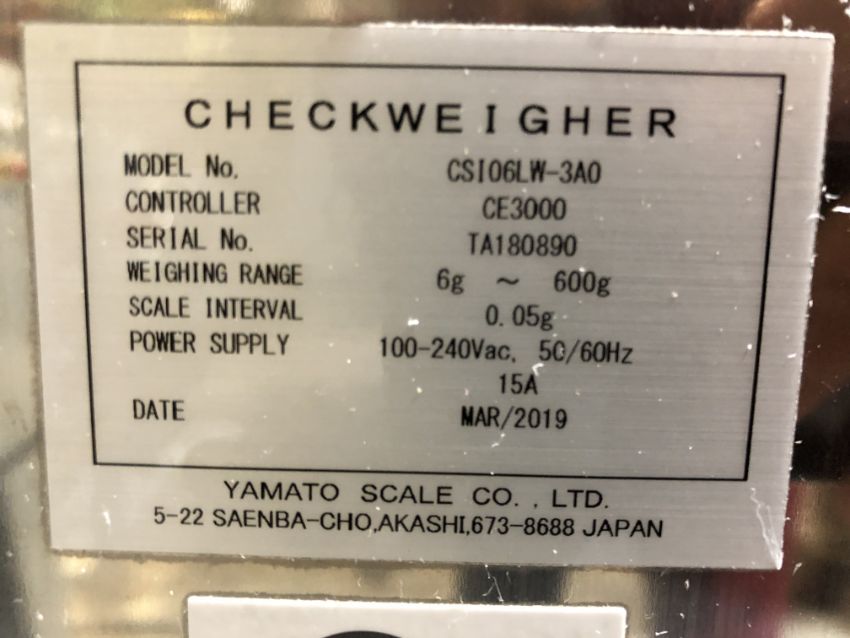 CHECKWEIGHER
MODEL No. CSI06LW-3A0
CONTROLLER CE3000
SERIAL No. TA180890
WEIGHING RANGE 6g ~ 600g
SCALE INTERVAL 0.05g
POWER SUPPLY 100-240Vac, 50/60Hz
15A
DATE MAR/2019
YAMATO SCALE CO., LTD.
5-22 SAENBA-CHO,AKASHI,673-8688 JAPAN